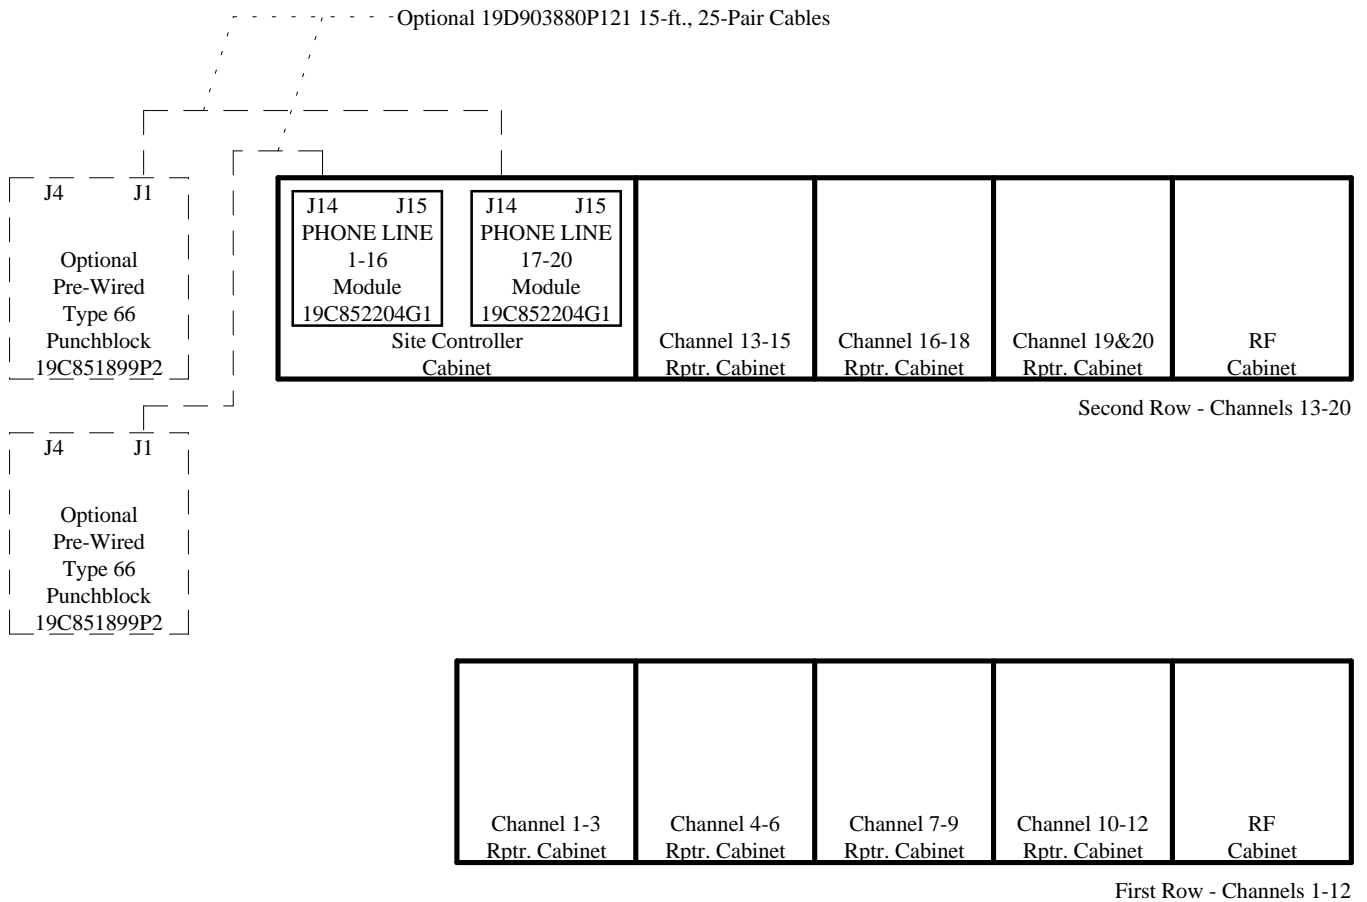 Optional 19D903880P121 15-ft., 25-Pair Cables
J4 J1
Optional
Pre-Wired
Type 66
Punchblock
19C851899P2
J14 J15
PHONE LINE
1-16
Module
19C852204G1
J14 J15
PHONE LINE
17-20
Module
19C852204G1
Site Controller
Cabinet
Channel 13-15
Rptr. Cabinet
Channel 16-18
Rptr. Cabinet
Channel 19&20
Rptr. Cabinet
RF
Cabinet
Second Row - Channels 13-20
J4 J1
Optional
Pre-Wired
Type 66
Punchblock
19C851899P2
Channel 1-3
Rptr. Cabinet
Channel 4-6
Rptr. Cabinet
Channel 7-9
Rptr. Cabinet
Channel 10-12
Rptr. Cabinet
RF
Cabinet
First Row - Channels 1-12